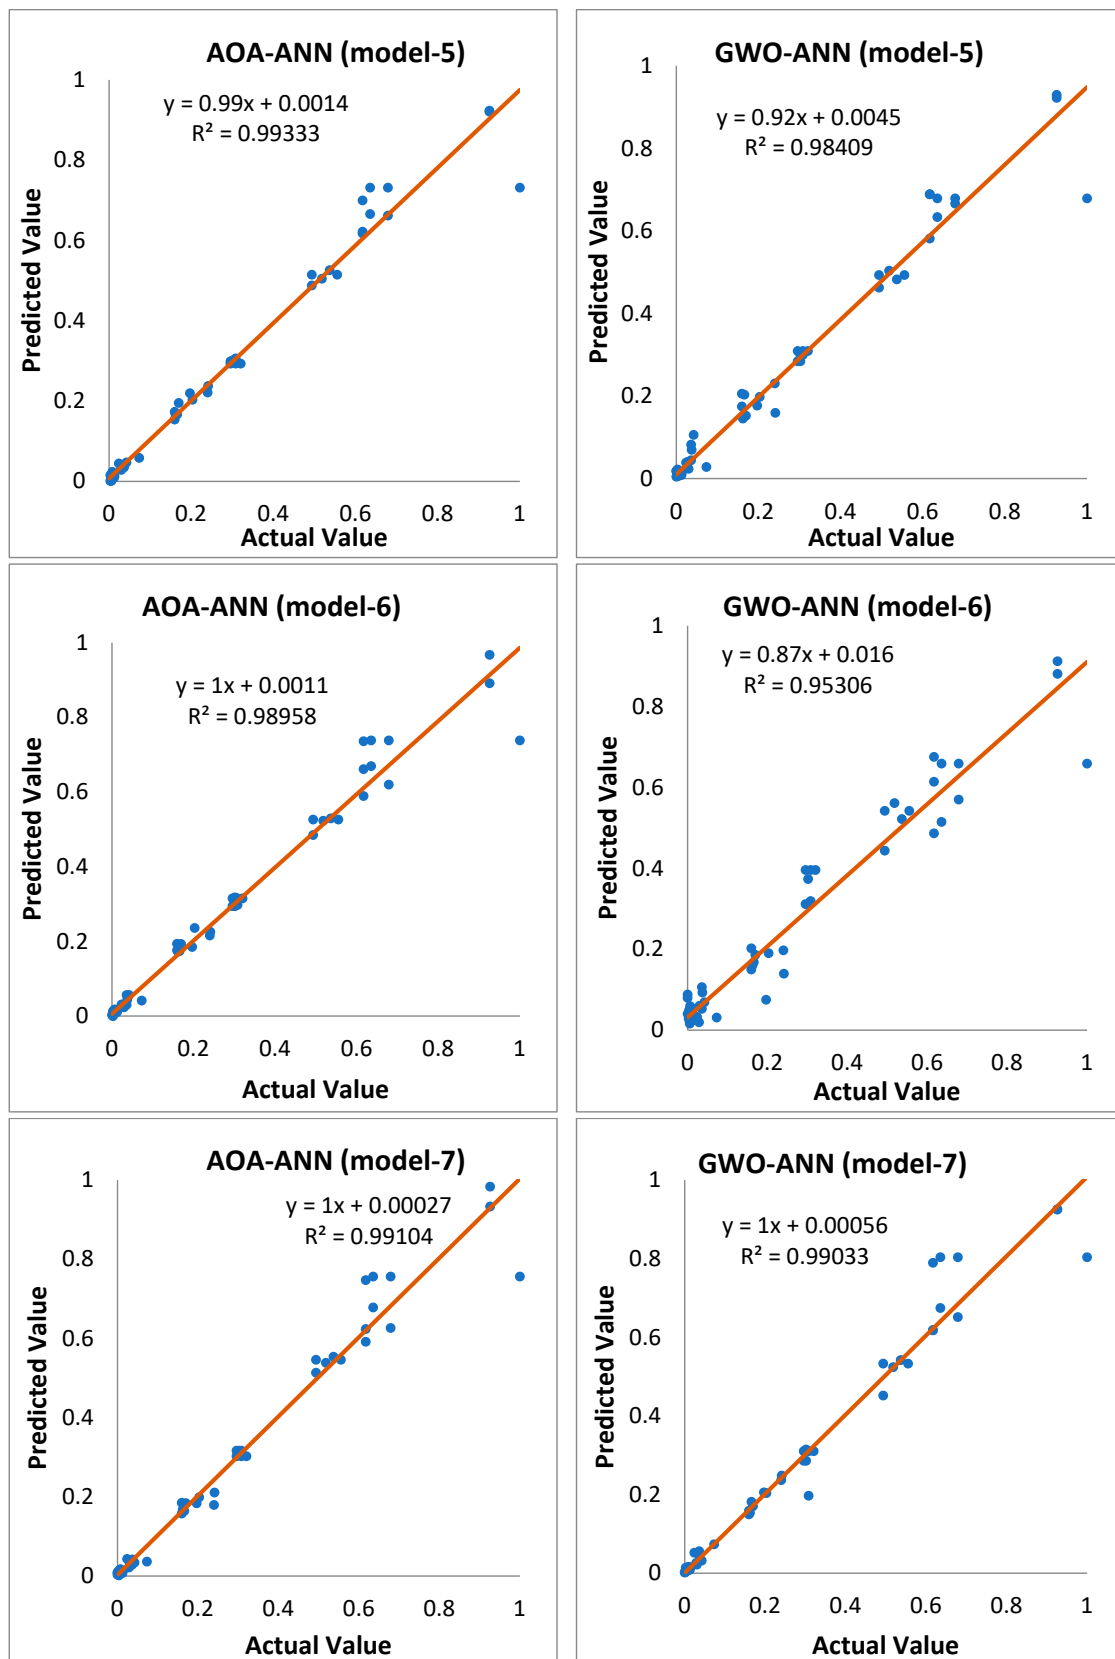 AOA-ANN (model-5)
y = 0.99x + 0.0014
R² = 0.99333
Predicted Value
1
0.8
0.6
0.4
0.2
0
0 0.2 0.4 0.6 0.8 1
Actual Value
GWO-ANN (model-5)
y = 0.92x + 0.0045
R² = 0.98409
Predicted Value
1
0.8
0.6
0.4
0.2
0
0 0.2 0.4 0.6 0.8 1
Actual Value
AOA-ANN (model-6)
y = 1x + 0.0011
R² = 0.98958
Predicted Value
1
0.8
0.6
0.4
0.2
0
0 0.2 0.4 0.6 0.8 1
Actual Value
GWO-ANN (model-6)
y = 0.87x + 0.016
R² = 0.95306
Predicted Value
1
0.8
0.6
0.4
0.2
0
0 0.2 0.4 0.6 0.8 1
Actual Value
AOA-ANN (model-7)
y = 1x + 0.00027
R² = 0.99104
Predicted Value
1
0.8
0.6
0.4
0.2
0
0 0.2 0.4 0.6 0.8 1
Actual Value
GWO-ANN (model-7)
y = 1x + 0.00056
R² = 0.99033
Predicted Value
1
0.8
0.6
0.4
0.2
0
0 0.2 0.4 0.6 0.8 1
Actual Value